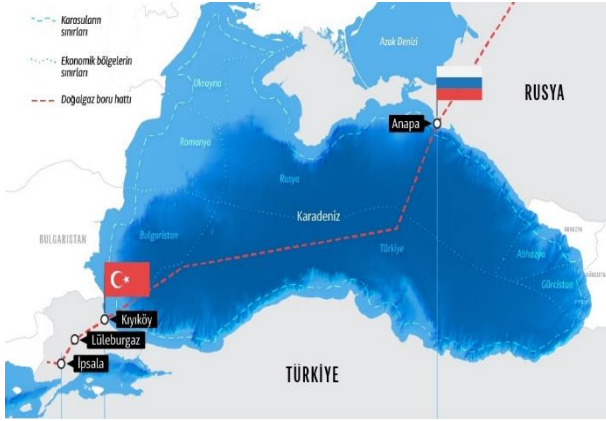 Karasuların
sınırları
Ekonomik bölgelerin
sınırları
Doğalgaz boru hattı
Azak Denizi
Ukrayna
RUSYA
Anapa
Romanya
Rusya
Karadeniz
BULGARİSTAN
Bulgaristan
Türkiye
Abhazya
Gürcistan
Kıyıköy
Lüleburgaz
İpsala
TÜRKİYE